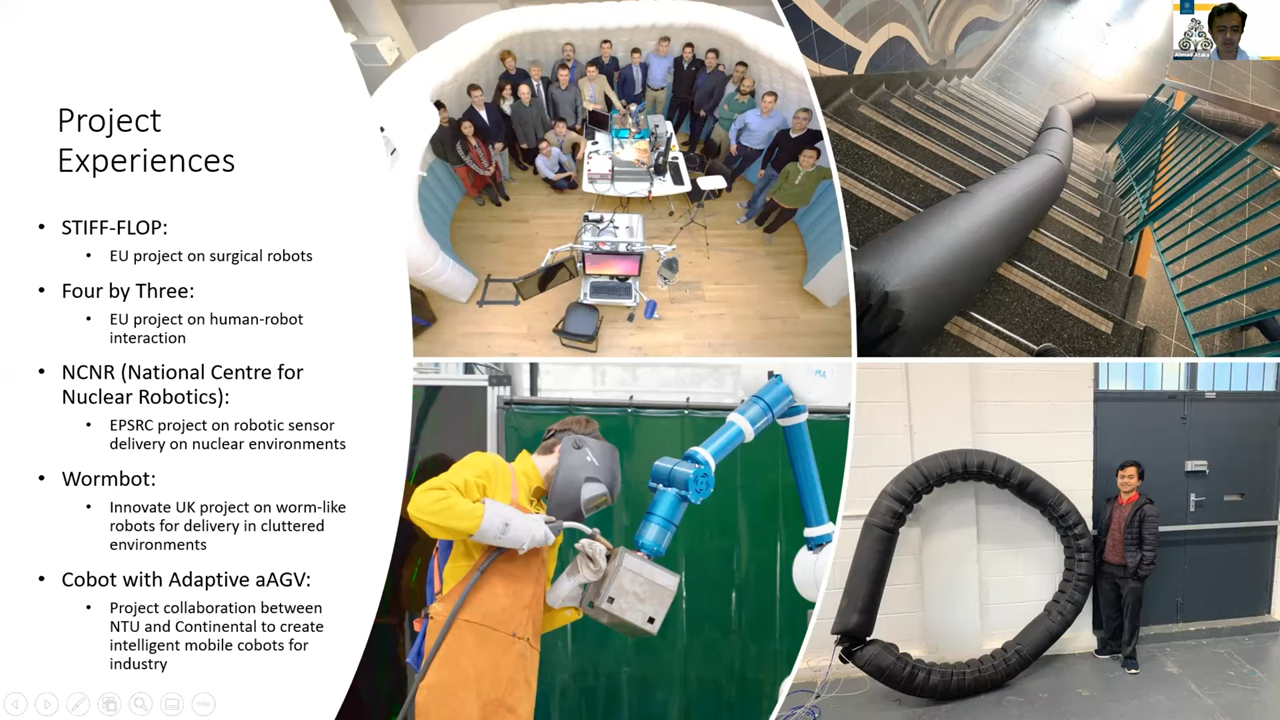 Project
Experiences
• STIFF-FLOP:
• EU project on surgical robots
• Four by Three:
• EU project on human-robot
interaction
• NCNR (National Centre for
Nuclear Robotics):
• EPSRC project on robotic sensor
delivery on nuclear environments
• Wormbot:
• Innovate UK project on worm-like
robots for delivery in cluttered
environments
• Cobot with Adaptive aAGV:
• Project collaboration between
NTU and Continental to create
intelligent mobile cobots for
industry
Ahmad Ataka